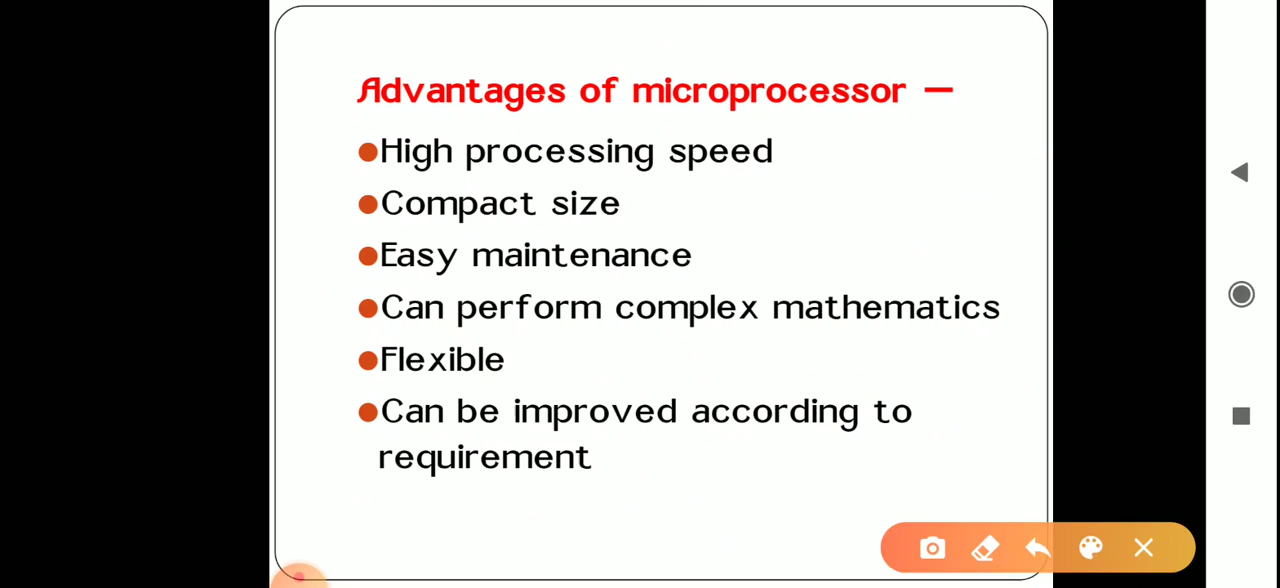 Advantages of microprocessor –
●High processing speed
●Compact size
●Easy maintenance
●Can perform complex mathematics
●Flexible
●Can be improved according to
requirement